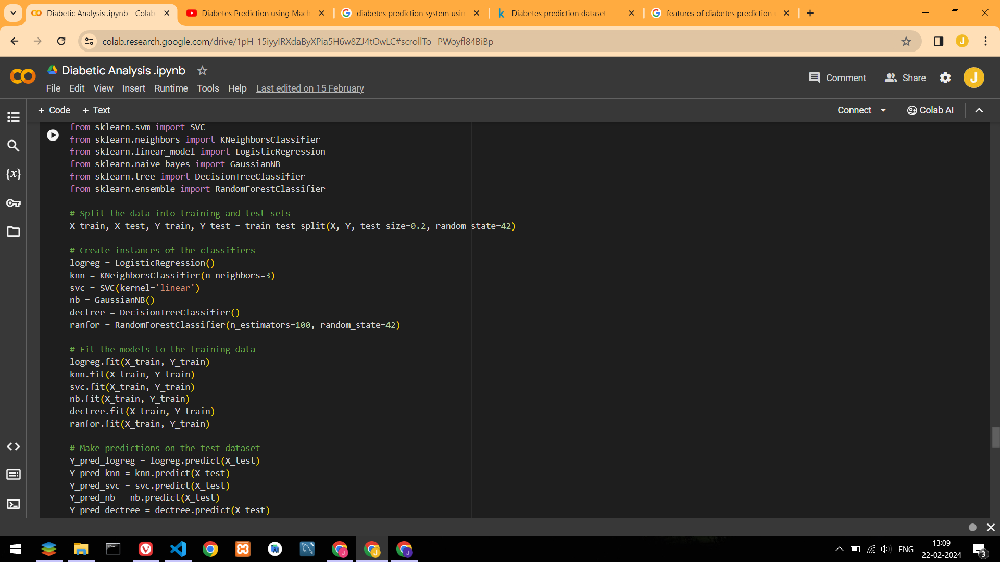 Diabetic Analysis .ipynb - Colab
Diabetes Prediction using Mach
diabetes prediction system usin
Diabetes prediction dataset
features of diabetes prediction
colab.research.google.com/drive/1pH-15iyyIRXdaByXPia5H6w8ZJ4tOwLC#scrollTo=PWoyfl84BiBp
J
Diabetic Analysis .ipynb
Comment
Share
J
File Edit View Insert Runtime Tools Help Last edited on 15 February
+ Code + Text
Connect
Colab AI
from sklearn.svm import SVC
from sklearn.neighbors import KNeighborsClassifier
from sklearn.linear_model import LogisticRegression
from sklearn.naive_bayes import GaussianNB
from sklearn.tree import DecisionTreeClassifier
from sklearn.ensemble import RandomForestClassifier
# Split the data into training and test sets
X_train, X_test, Y_train, Y_test = train_test_split(X, Y, test_size=0.2, random_state=42)
# Create instances of the classifiers
logreg = LogisticRegression()
knn = KNeighborsClassifier(n_neighbors=3)
svc = SVC(kernel='linear')
nb = GaussianNB()
dectree = DecisionTreeClassifier()
ranfor = RandomForestClassifier(n_estimators=100, random_state=42)
# Fit the models to the training data
logreg.fit(X_train, Y_train)
knn.fit(X_train, Y_train)
svc.fit(X_train, Y_train)
nb.fit(X_train, Y_train)
dectree.fit(X_train, Y_train)
ranfor.fit(X_train, Y_train)
# Make predictions on the test dataset
Y_pred_logreg = logreg.predict(X_test)
Y_pred_knn = knn.predict(X_test)
Y_pred_svc = svc.predict(X_test)
Y_pred_nb = nb.predict(X_test)
Y_pred_dectree = dectree.predict(X_test)
{x}
ENG
13:09
22-02-2024
3